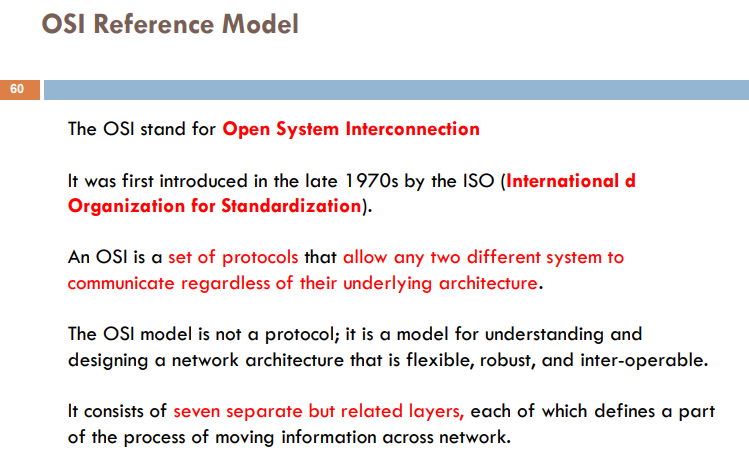 OSI Reference Model
60
The OSI stand for Open System Interconnection
It was first introduced in the late 1970s by the ISO (International d
Organization for Standardization).
An OSI is a set of protocols that allow any two different system to
communicate regardless of their underlying architecture.
The OSI model is not a protocol; it is a model for understanding and
designing a network architecture that is flexible, robust, and inter-operable.
It consists of seven separate but related layers, each of which defines a part
of the process of moving information across network.